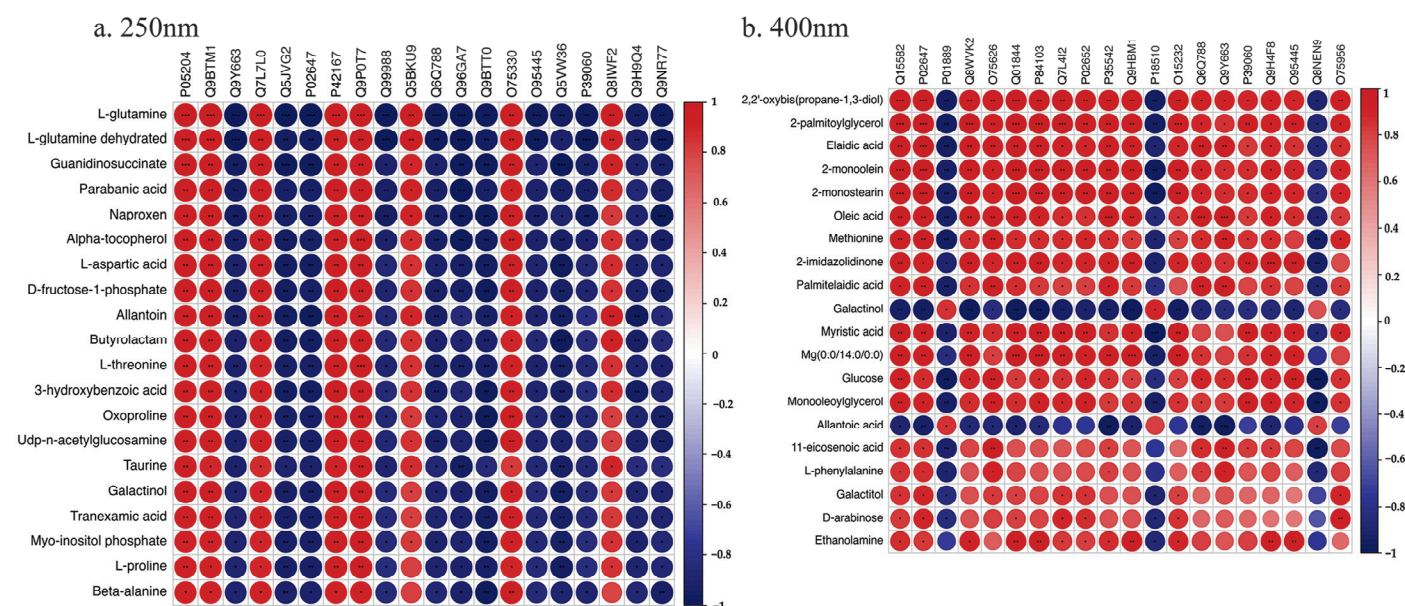 a. 250nm
P05204 Q9BTM1 Q9Y663 Q7L7L0 Q5JVG2 P02647 P42167 Q9P0T7 Q99988 Q5BKU9 Q6Q788 Q96GA7 Q9BTT0 O75330 O95445 Q5VW36 P39060 Q8IWF2 Q9H9Q4 Q9NR77
L-glutamine
L-glutamine dehydrated
Guanidinosuccinate
Parabanic acid
Naproxen
Alpha-tocopherol
L-aspartic acid
D-fructose-1-phosphate
Allantoin
Butyrolactam
L-threonine
3-hydroxybenzoic acid
Oxoproline
Udp-n-acetylglucosamine
Taurine
Galactinol
Tranexamic acid
Myo-inositol phosphate
L-proline
Beta-alanine
1
0.8
0.6
0.4
0.2
0
-0.2
-0.4
-0.6
-0.8
-1
b. 400nm
Q15582 P02647 P01889 Q8WVK2 O75626 Q01844 P84103 Q7L4I2 P02652 P35542 Q9HBM1 P18510 O15232 Q6Q788 Q9Y663 P39060 Q9H4F8 O95445 Q8NEN9 O75956
2,2'-oxybis(propane-1,3-diol)
2-palmitoylglycerol
Elaidic acid
2-monoolein
2-monostearin
Oleic acid
Methionine
2-imidazolidinone
Palmitelaidic acid
Galactinol
Myristic acid
Mg(0.0/14.0/0.0)
Glucose
Monooleoylglycerol
Allantoic acid
11-eicosenoic acid
L-phenylalanine
Galactitol
D-arabinose
Ethanolamine
1
0.8
0.6
0.4
0.2
0
-0.2
-0.4
-0.6
-0.8
-1